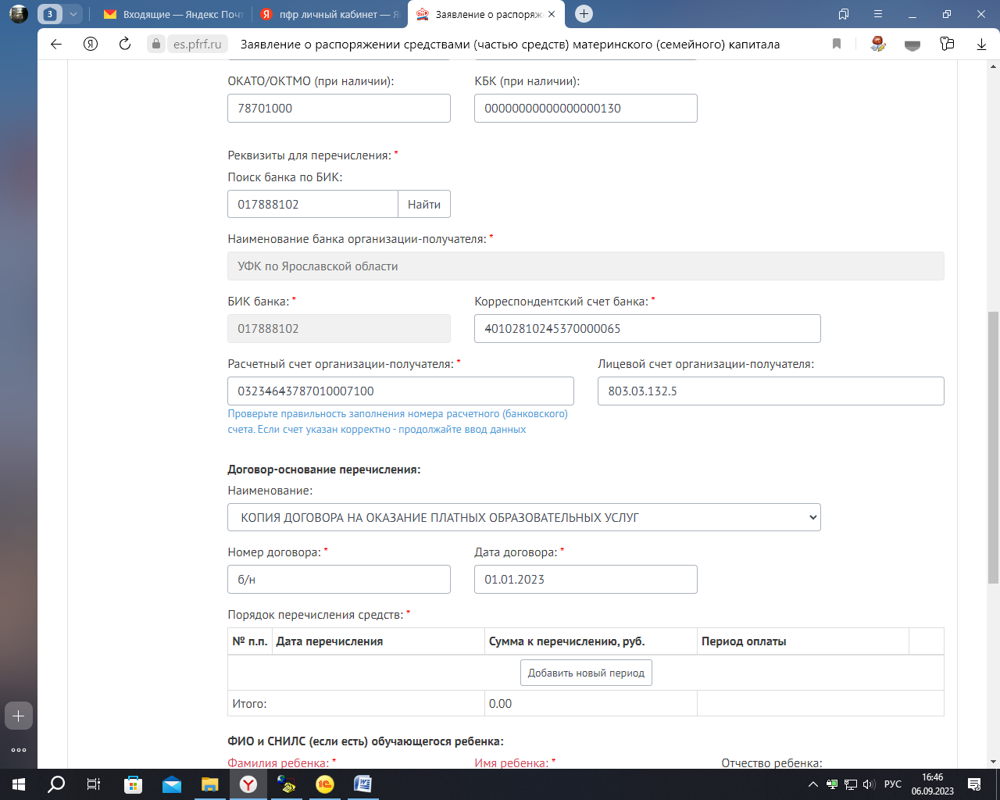 3
Входящие — Яндекс Почт
пфр личный кабинет — Я
Заявление о распоряже
es.pfrf.ru
Заявление о распоряжении средствами (частью средств) материнского (семейного) капитала
ОКАТО/ОКТМО (при наличии):
КБК (при наличии):
78701000
00000000000000000130
Реквизиты для перечисления: *
Поиск банка по БИК:
017888102
Найти
Наименование банка организации-получателя: *
УФК по Ярославской области
БИК банка: *
Корреспондентский счет банка: *
017888102
40102810245370000065
Расчетный счет организации-получателя: *
Лицевой счет организации-получателя:
03234643787010007100
803.03.132.5
Проверьте правильность заполнения номера расчетного (банковского)
счета. Если счет указан корректно - продолжайте ввод данных
Договор-основание перечисления:
Наименование:
КОПИЯ ДОГОВОРА НА ОКАЗАНИЕ ПЛАТНЫХ ОБРАЗОВАТЕЛЬНЫХ УСЛУГ
Номер договора: *
Дата договора: *
б/н
01.01.2023
Порядок перечисления средств: *
№ п.п.
Дата перечисления
Сумма к перечислению, руб.
Период оплаты
Добавить новый период
Итого:
0.00
ФИО и СНИЛС (если есть) обучающегося ребенка:
Фамилия ребенка: *
Имя ребенка: *
Отчество ребенка:
РУС
16:46
06.09.2023